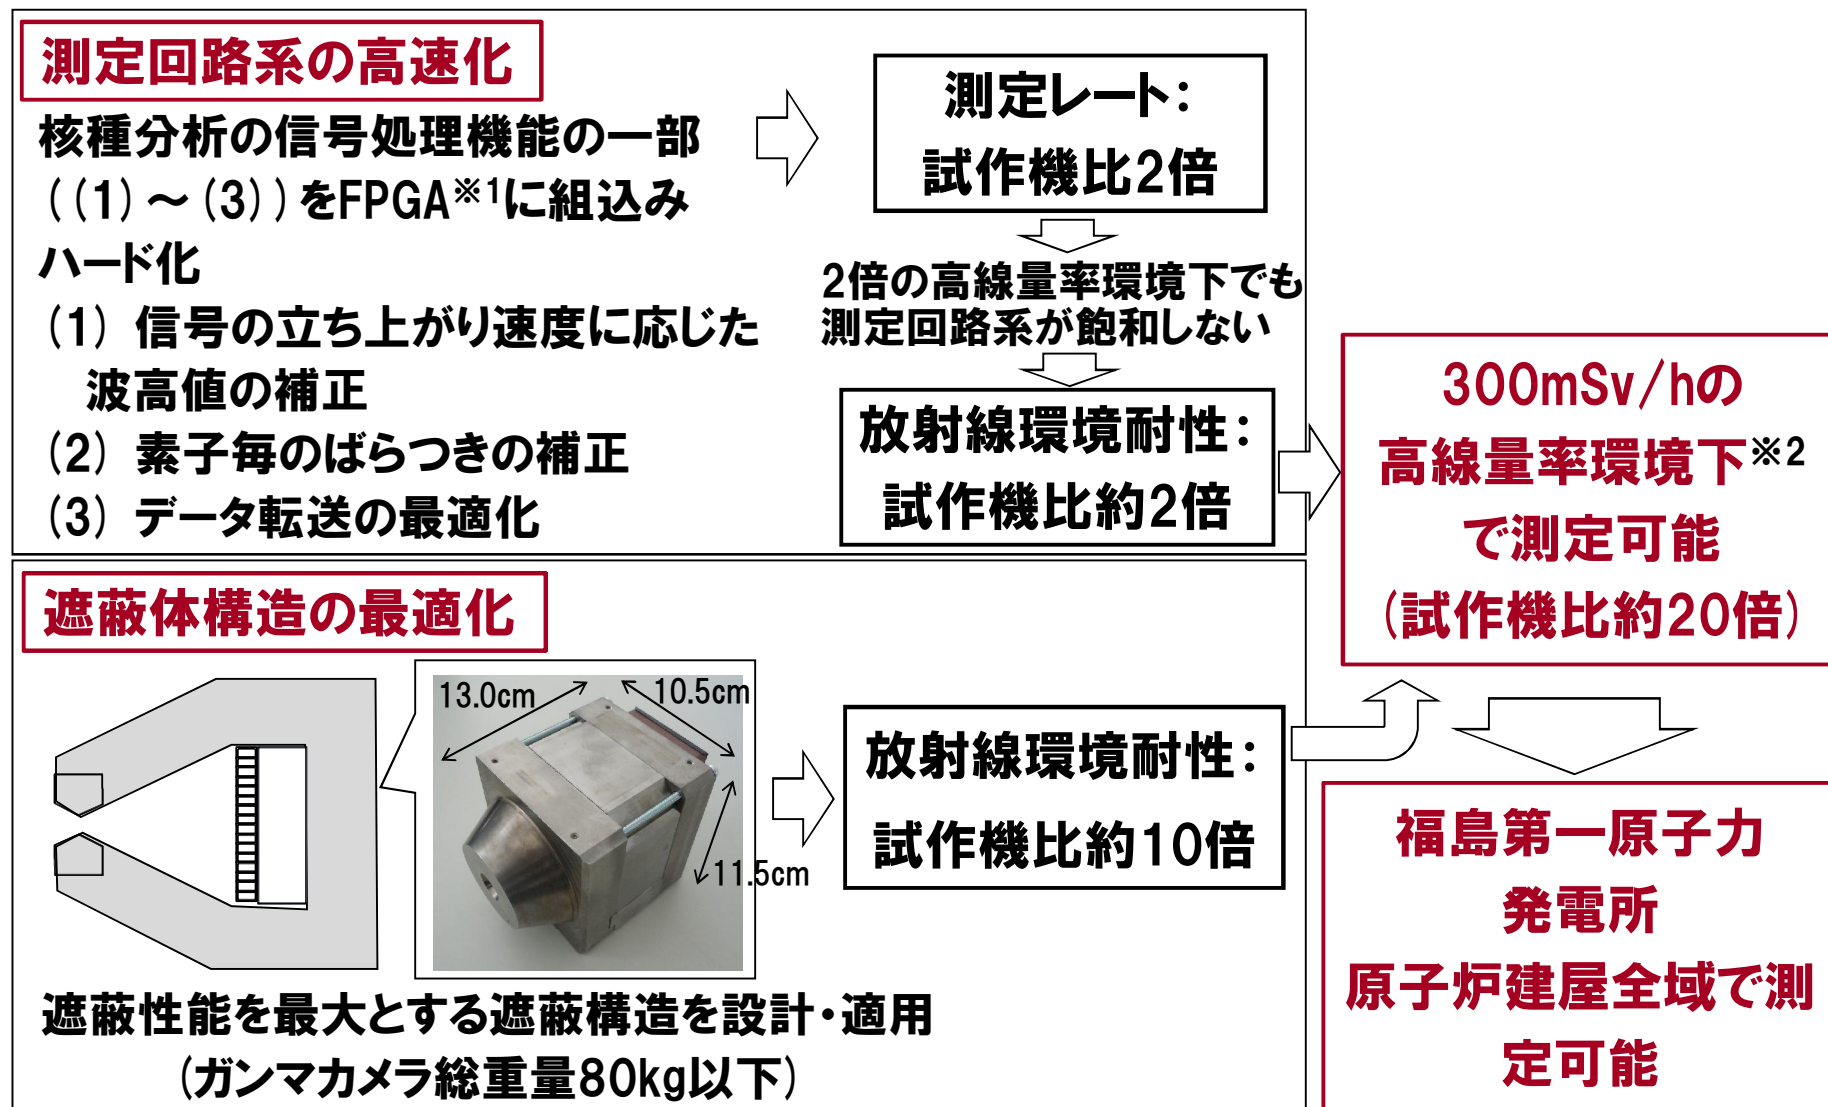 測定回路系の高速化
核種分析の信号処理機能の一部
((1)～(3))をFPGA※1に組込み
ハード化
(1) 信号の立ち上がり速度に応じた
波高値の補正
(2) 素子毎のばらつきの補正
(3) データ転送の最適化
測定レート：
試作機比2倍
2倍の高線量率環境下でも
測定回路系が飽和しない
放射線環境耐性：
試作機比約2倍
遮蔽体構造の最適化
13.0cm
10.5cm
11.5cm
遮蔽性能を最大とする遮蔽構造を設計・適用
(ガンマカメラ総重量80kg以下)
放射線環境耐性：
試作機比約10倍
300mSv/hの
高線量率環境下※2
で測定可能
(試作機比約20倍)
福島第一原子力
発電所
原子炉建屋全域で測
定可能